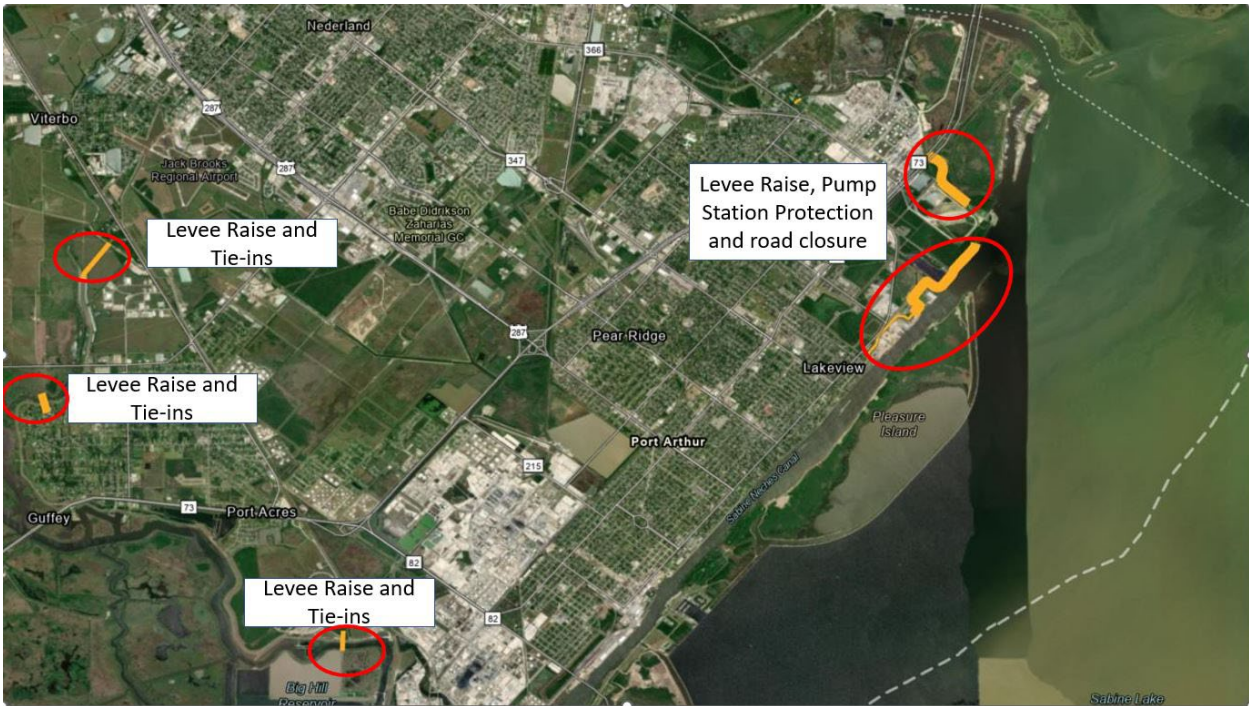 Nederland
366
287
Viterbo
Jack Brooks
Regional Airport
347
287
73
Levee Raise, Pump
Station Protection
and road closure
Babe Didrikson
Zaharias
Memorial GC
Levee Raise and
Tie-ins
287
Pear Ridge
Lakeview
Levee Raise and
Tie-ins
Pleasure
Island
Port Arthur
215
Sabine Neches Canal
73
Port Acres
Guffey
82
Levee Raise and
Tie-ins
82
Big Hill
Reservoir
Sabine Lake